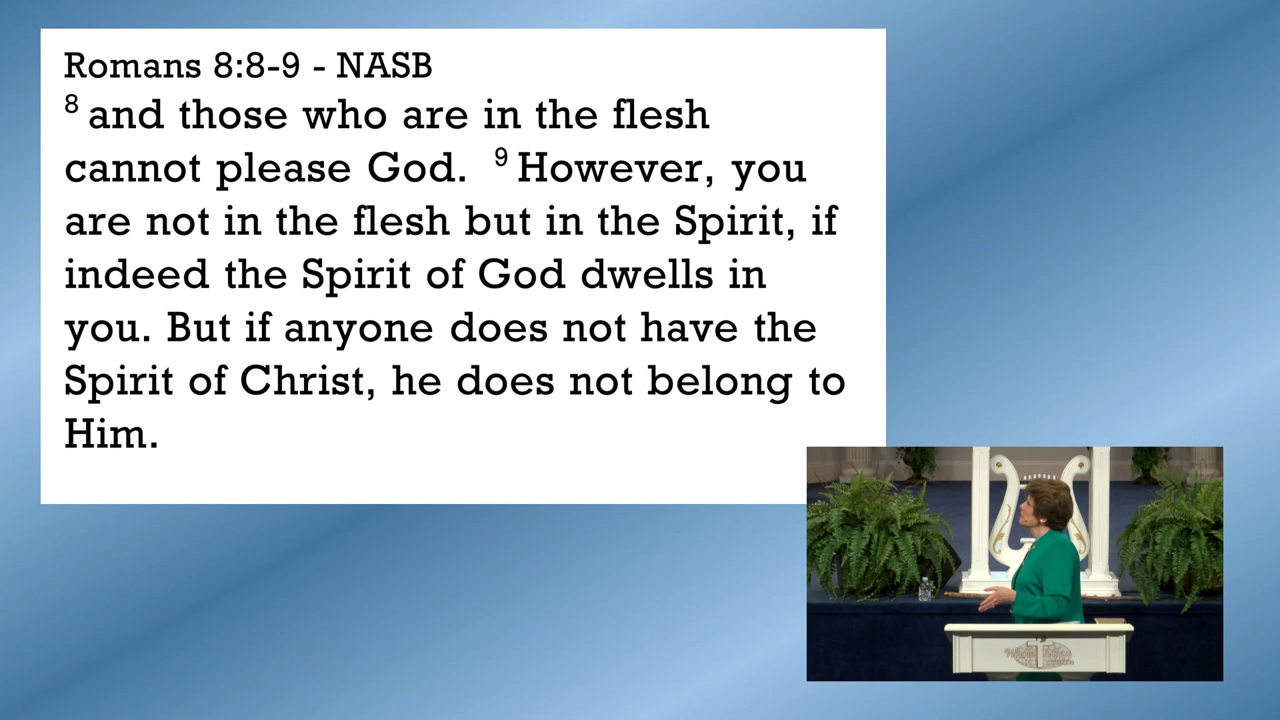 Romans 8:8-9 - NASB
8 and those who are in the flesh
cannot please God. 9 However, you
are not in the flesh but in the Spirit, if
indeed the Spirit of God dwells in
you. But if anyone does not have the
Spirit of Christ, he does not belong to
Him.